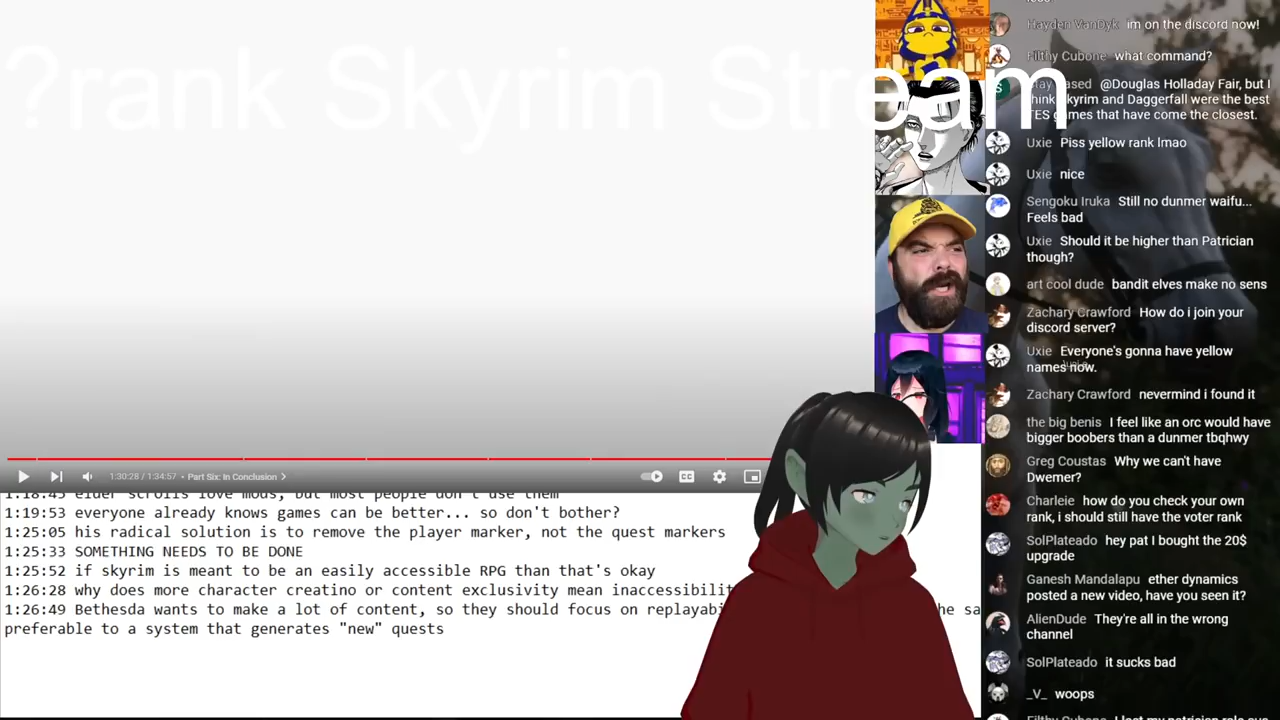 ?rank Skyrim Stream
1:30:28 / 1:34:57 • Part Six: In Conclusion
CC
1:18:45 elder scrolls love mods, but most people don't use them
1:19:53 everyone already knows games can be better... so don't bother?
1:25:05 his radical solution is to remove the player marker, not the quest markers
1:25:33 SOMETHING NEEDS TO BE DONE
1:25:52 if skyrim is meant to be an easily accessible RPG than that's okay
1:26:28 why does more character creatino or content exclusivity mean
1:26:49 Bethesda wants to make a lot of content, so they should focus on
preferable to a system that generates "new" quests
Hayden VanDyk im on the discord now!
Filthy Cubone what command?
@Douglas Holladay Fair, but I
Skyrim and Daggerfall were the best
TES games that have come the closest.
Uxie Piss yellow rank lmao
Uxie nice
Sengoku Iruka Still no dunmer waifu...
Feels bad
Uxie Should it be higher than Patrician
though?
art cool dude bandit elves make no sens
Zachary Crawford How do i join your
discord server?
Uxie Everyone's gonna have yellow
names now.
Zachary Crawford nevermind i found it
the big benis I feel like an orc would have
bigger boobers than a dunmer tbqhwy
Greg Coustas Why we can't have
Dwemer?
Charleie how do you check your own
rank, i should still have the voter rank
SolPlateado hey pat I bought the 20$
upgrade
Ganesh Mandalapu ether dynamics
posted a new video, have you seen it?
AlienDude They're all in the wrong
channel
SolPlateado it sucks bad
_V_ woops
Filthy Cubone I lost my patrician role